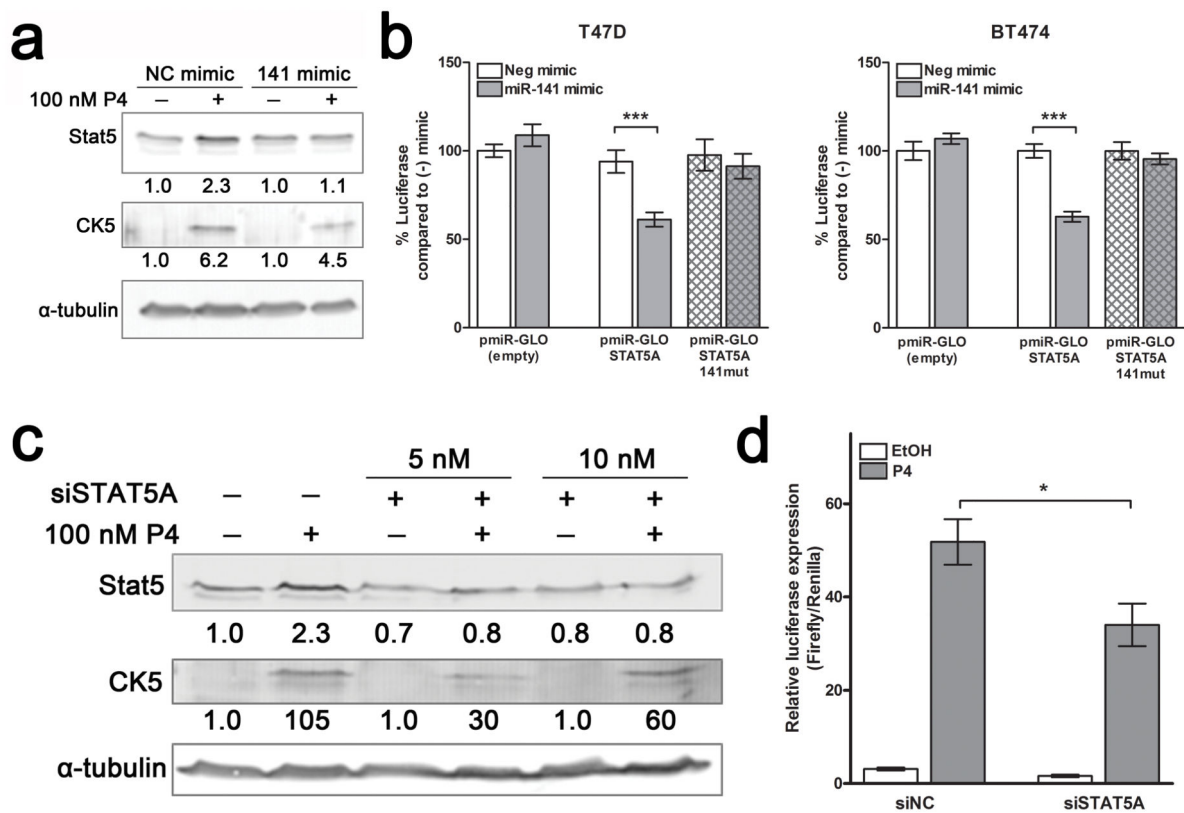 a
NC mimic 141 mimic
100 nM P4 – + – +
Stat5
1.0 2.3 1.0 1.1
CK5
1.0 6.2 1.0 4.5
α-tubulin
b
T47D
% Luciferase
compared to (-) mimic
150
100
50
0
Neg mimic
miR-141 mimic
***
pmiR-GLO
(empty)
pmiR-GLO
STAT5A
pmiR-GLO
STAT5A
141mut
BT474
% Luciferase
compared to (-) mimic
150
100
50
0
Neg mimic
miR-141 mimic
***
pmiR-GLO
(empty)
pmiR-GLO
STAT5A
pmiR-GLO
STAT5A
141mut
c
5 nM 10 nM
siSTAT5A – – + + + +
100 nM P4 – + – + – +
Stat5
1.0 2.3 0.7 0.8 0.8 0.8
CK5
1.0 105 1.0 30 1.0 60
α-tubulin
d
Relative luciferase expression
(Firefly/Renilla)
60
40
20
0
EtOH
P4
*
siNC siSTAT5A